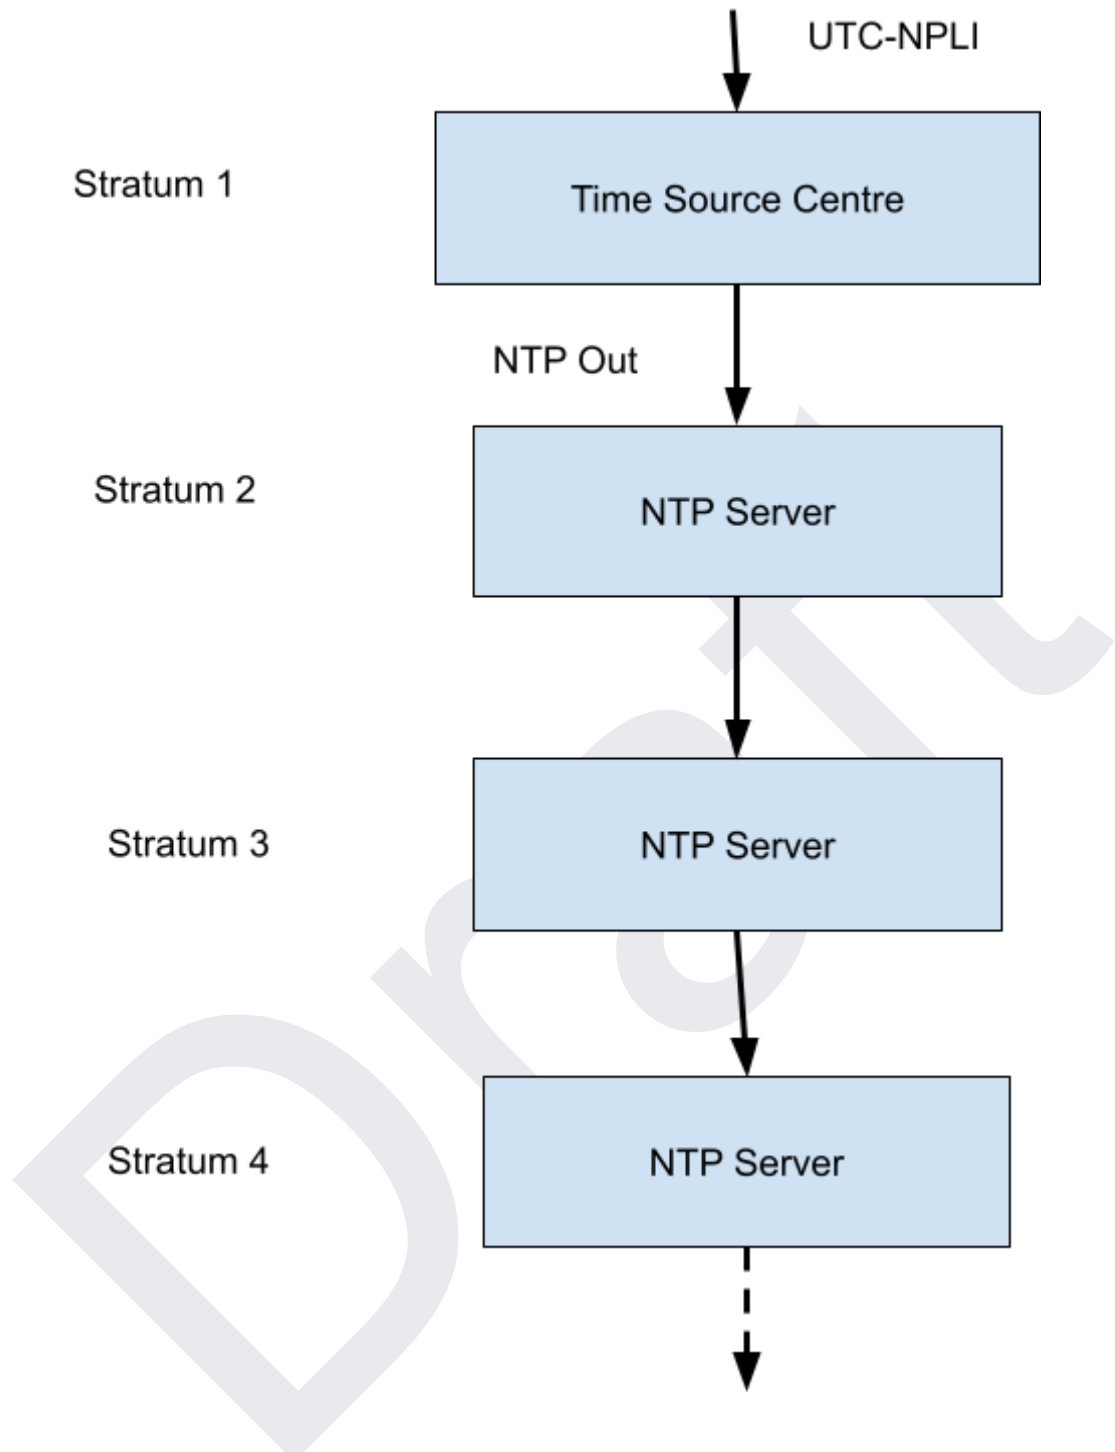 UTC-NPLI
Stratum 1
Time Source Centre
NTP Out
Stratum 2
NTP Server
Stratum 3
NTP Server
Stratum 4
NTP Server
Draft